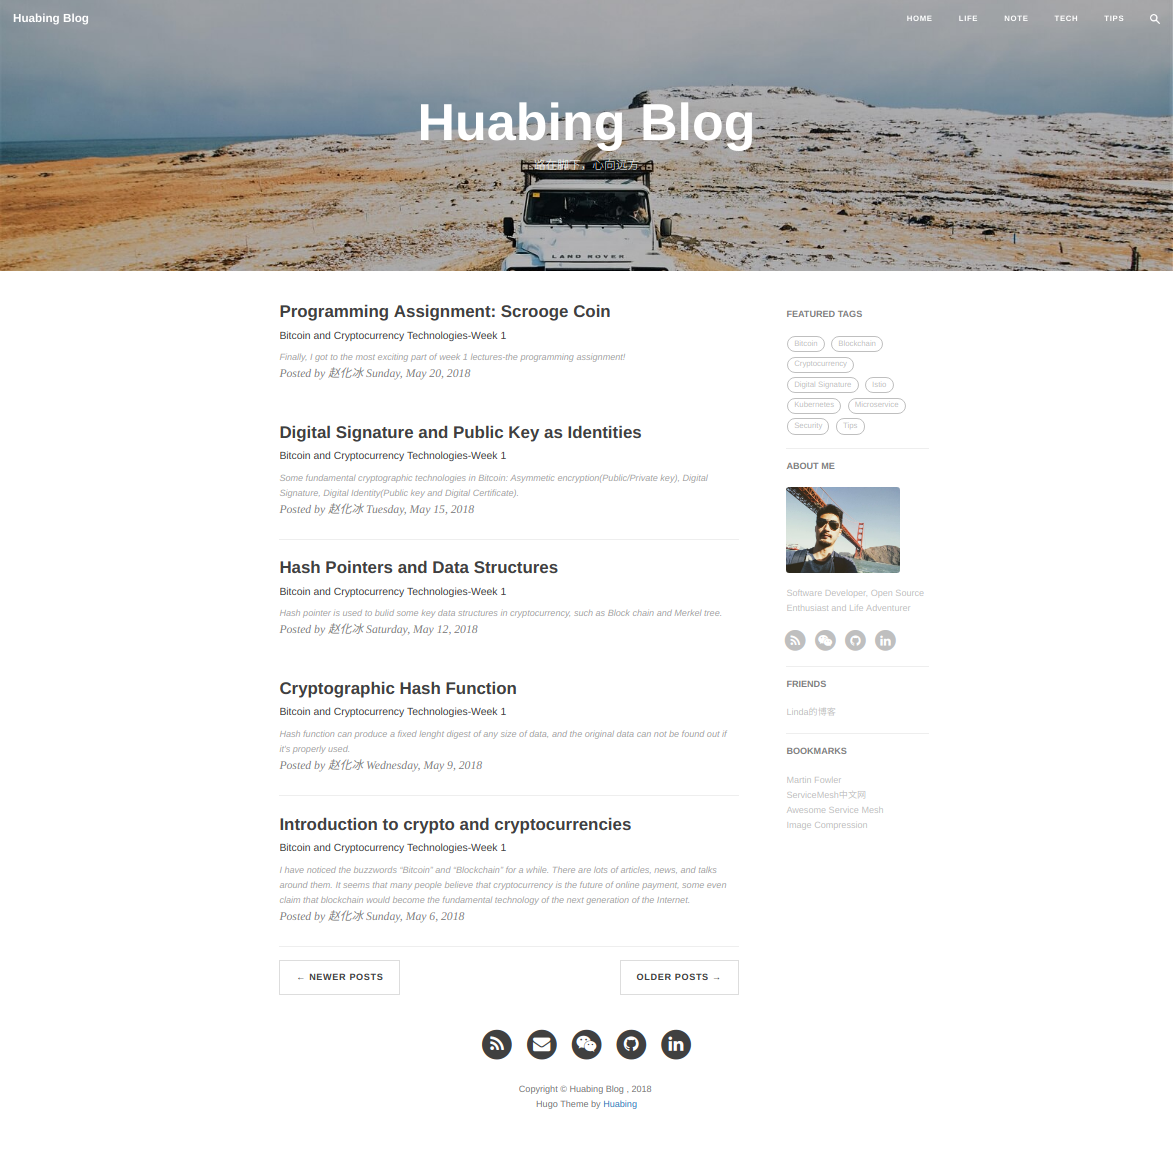 Huabing Blog
HOME LIFE NOTE TECH TIPS
Huabing Blog
路在脚下，心向远方
LAND ROVER
Programming Assignment: Scrooge Coin
Bitcoin and Cryptocurrency Technologies-Week 1
Finally, I got to the most exciting part of week 1 lectures-the programming assignment!
Posted by 赵化冰 Sunday, May 20, 2018
Digital Signature and Public Key as Identities
Bitcoin and Cryptocurrency Technologies-Week 1
Some fundamental cryptographic technologies in Bitcoin: Asymmetic encryption(Public/Private key), Digital
Signature, Digital Identity(Public key and Digital Certificate).
Posted by 赵化冰 Tuesday, May 15, 2018
Hash Pointers and Data Structures
Bitcoin and Cryptocurrency Technologies-Week 1
Hash pointer is used to bulid some key data structures in cryptocurrency, such as Block chain and Merkel tree.
Posted by 赵化冰 Saturday, May 12, 2018
Cryptographic Hash Function
Bitcoin and Cryptocurrency Technologies-Week 1
Hash function can produce a fixed lenght digest of any size of data, and the original data can not be found out if
it's properly used.
Posted by 赵化冰 Wednesday, May 9, 2018
Introduction to crypto and cryptocurrencies
Bitcoin and Cryptocurrency Technologies-Week 1
I have noticed the buzzwords “Bitcoin” and “Blockchain” for a while. There are lots of articles, news, and talks
around them. It seems that many people believe that cryptocurrency is the future of online payment, some even
claim that blockchain would become the fundamental technology of the next generation of the Internet.
Posted by 赵化冰 Sunday, May 6, 2018
← NEWER POSTS
OLDER POSTS →
FEATURED TAGS
Bitcoin Blockchain
Cryptocurrency
Digital Signature Istio
Kubernetes Microservice
Security Tips
ABOUT ME
Software Developer, Open Source
Enthusiast and Life Adventurer
FRIENDS
Linda的博客
BOOKMARKS
Martin Fowler
ServiceMesh中文网
Awesome Service Mesh
Image Compression
Copyright © Huabing Blog , 2018
Hugo Theme by Huabing